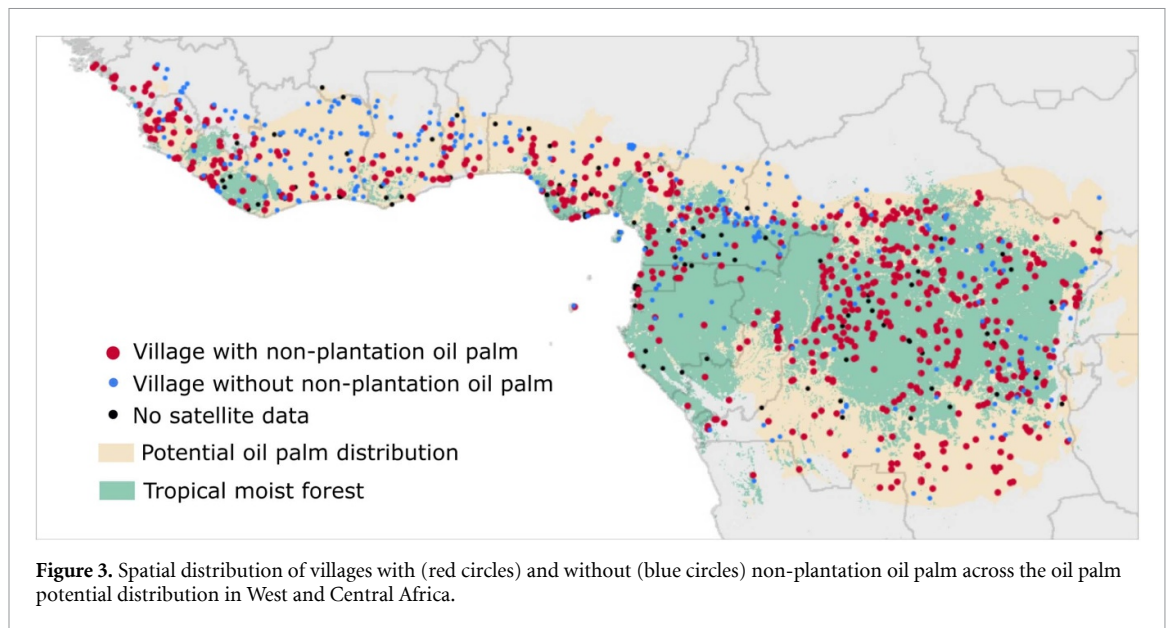 Village with non-plantation oil palm
Village without non-plantation oil palm
No satellite data
Potential oil palm distribution
Tropical moist forest
Figure 3. Spatial distribution of villages with (red circles) and without (blue circles) non-plantation oil palm across the oil palm
potential distribution in West and Central Africa.